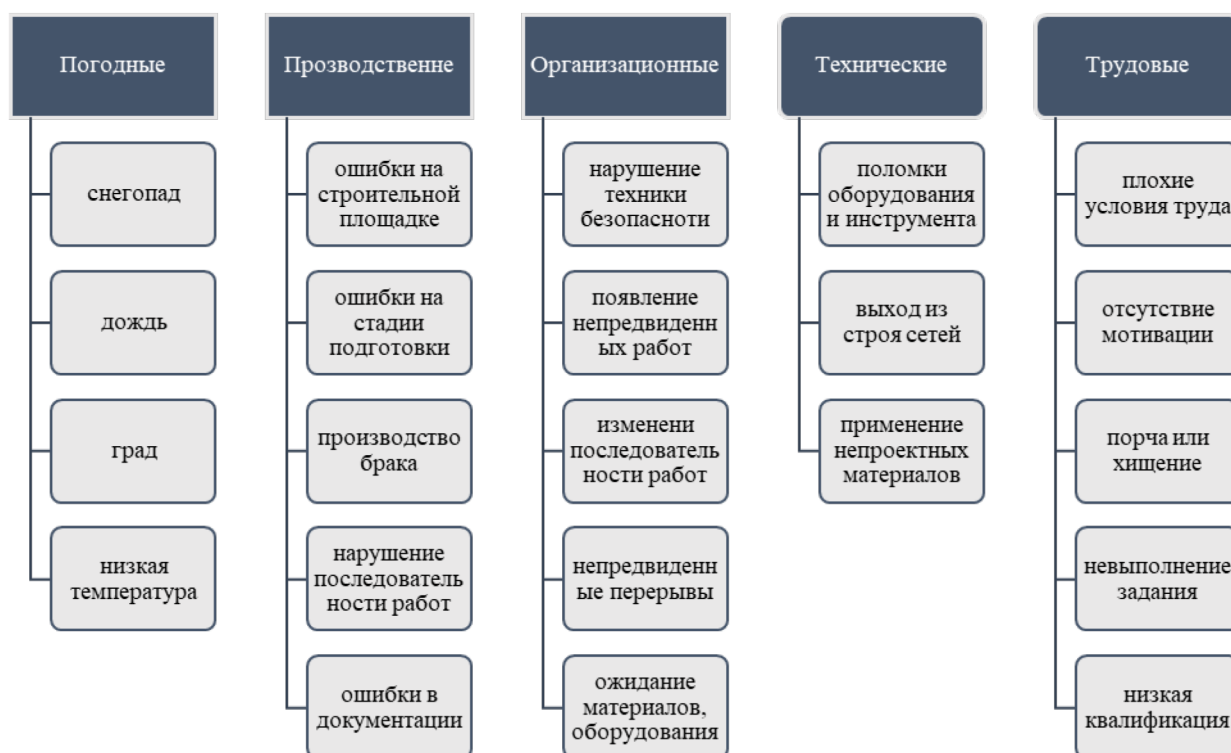 Погодные
снегопад
дождь
град
низкая
температура
Прозводственне
ошибки на
строительной
площадке
ошибки на
стадии
подготовки
производство
брака
нарушение
последователь
ности работ
ошибки в
документации
Организационные
нарушение
техники
безопасноти
появление
непредвиденн
ых работ
изменени
последователь
ности работ
непредвиденн
ые перерывы
ожидание
материалов,
оборудования
Технические
поломки
оборудования
и инструмента
выход из
строя сетей
применение
непроектных
материалов
Трудовые
плохие
условия труда
отсутствие
мотивации
порча или
хищение
невыполнение
задания
низкая
квалификация